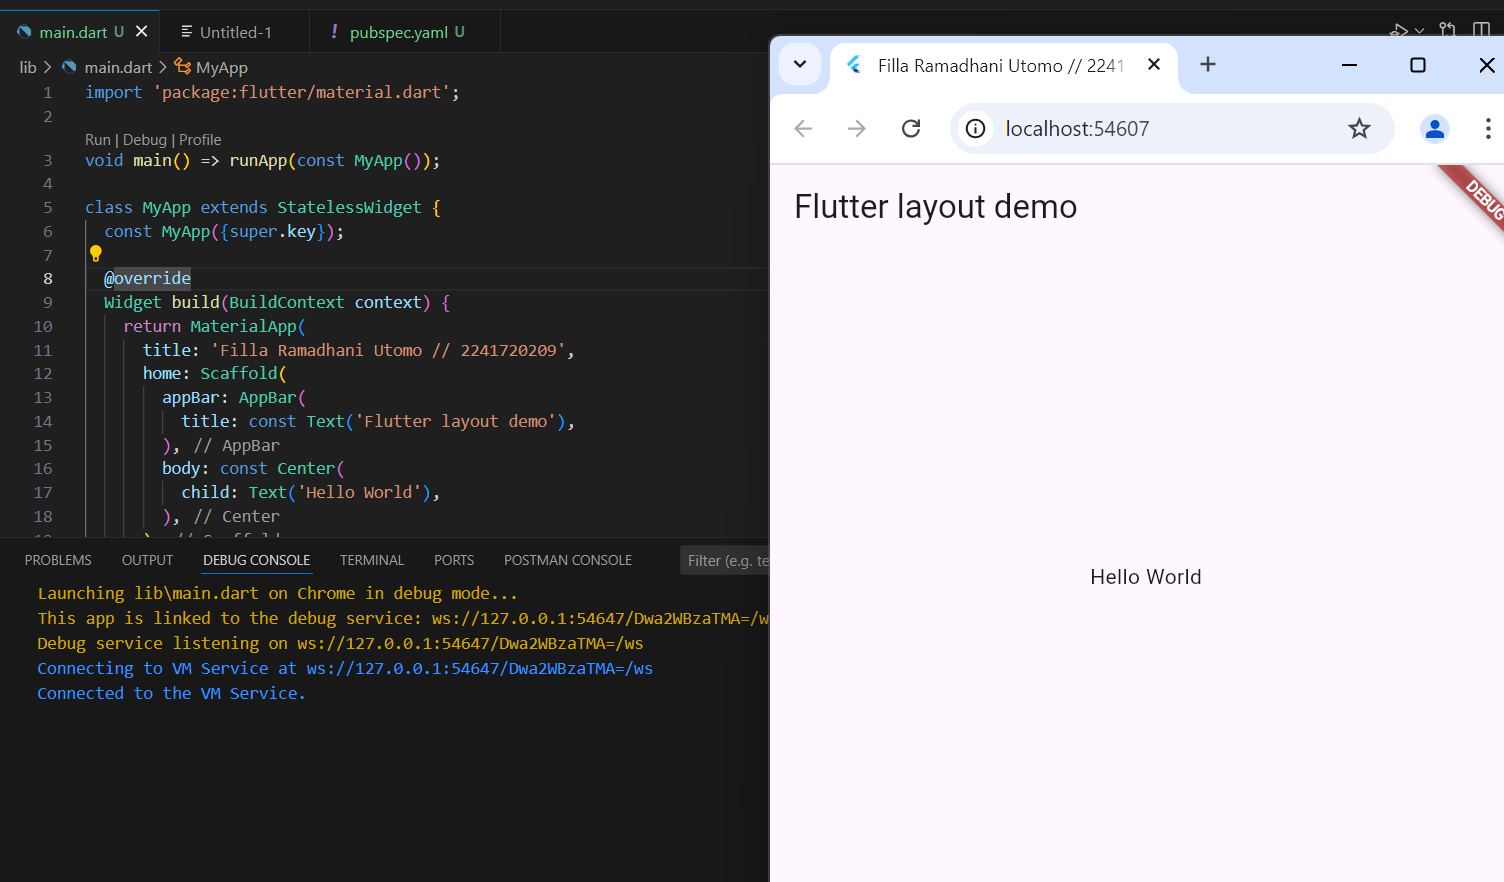 main.dart U
Untitled-1
! pubspec.yaml U
lib > main.dart > MyApp
1 import 'package:flutter/material.dart';
2
Run | Debug | Profile
3 void main() => runApp(const MyApp());
4
5 class MyApp extends StatelessWidget {
6 const MyApp({super.key});
7
8 @override
9 Widget build(BuildContext context) {
10 return MaterialApp(
11 title: 'Filla Ramadhani Utomo // 2241720209',
12 home: Scaffold(
13 appBar: AppBar(
14 title: const Text('Flutter layout demo'),
15 ), // AppBar
16 body: const Center(
17 child: Text('Hello World'),
18 ), // Center
PROBLEMS OUTPUT DEBUG CONSOLE TERMINAL PORTS POSTMAN CONSOLE Filter (e.g. te
Launching lib\main.dart on Chrome in debug mode...
This app is linked to the debug service: ws://127.0.0.1:54647/Dwa2WBzaTMA=/w
Debug service listening on ws://127.0.0.1:54647/Dwa2WBzaTMA=/ws
Connecting to VM Service at ws://127.0.0.1:54647/Dwa2WBzaTMA=/ws
Connected to the VM Service.
Filla Ramadhani Utomo // 2241
localhost:54607
Flutter layout demo
DEBUG
Hello World